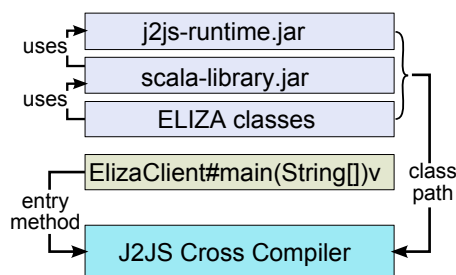 j2js-runtime.jar
uses
scala-library.jar
uses
ELIZA classes
ElizaClient#main(String[])v
class
path
entry
method
J2JS Cross Compiler